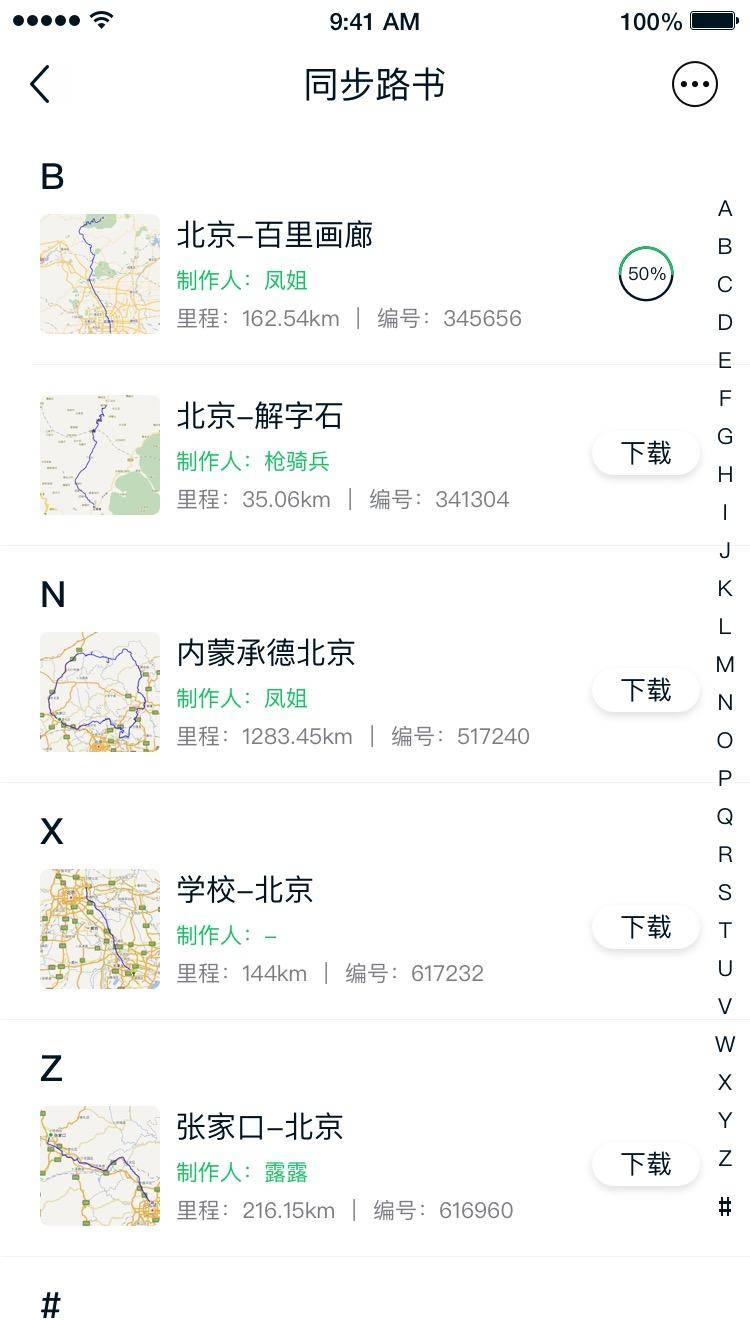 9:41 AM 100%
同步路书
B
北京–百里画廊
制作人：凤姐
50%
里程：162.54km ｜ 编号：345656
北京–解字石
制作人：枪骑兵
下载
里程：35.06km ｜ 编号：341304
N
内蒙承德北京
制作人：凤姐
下载
里程：1283.45km ｜ 编号：517240
X
学校–北京
制作人：–
下载
里程：144km ｜ 编号：617232
Z
张家口–北京
制作人：露露
下载
里程：216.15km ｜ 编号：616960
#
A
B
C
D
E
F
G
H
I
J
K
L
M
N
O
P
Q
R
S
T
U
V
W
X
Y
Z
#